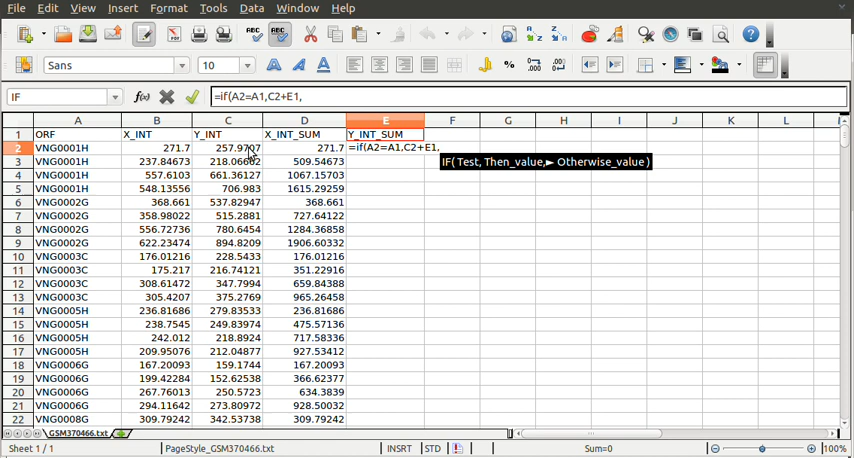 File Edit View Insert Format Tools Data Window Help
Sans 10
IF =if(A2=A1,C2+E1,
A B C D E F G H I J K L
1 ORF X_INT Y_INT X_INT_SUM Y_INT_SUM
2 VNG0001H 271.7 257.9707 271.7 =if(A2=A1,C2+E1,
IF( Test, Then_value,► Otherwise_value )
3 VNG0001H 237.84673 218.06662 509.54673
4 VNG0001H 557.6103 661.36127 1067.15703
5 VNG0001H 548.13556 706.983 1615.29259
6 VNG0002G 368.661 537.82947 368.661
7 VNG0002G 358.98022 515.2881 727.64122
8 VNG0002G 556.72736 780.6454 1284.36858
9 VNG0002G 622.23474 894.8209 1906.60332
10 VNG0003C 176.01216 228.5433 176.01216
11 VNG0003C 175.217 216.74121 351.22916
12 VNG0003C 308.61472 347.7994 659.84388
13 VNG0003C 305.4207 375.2769 965.26458
14 VNG0005H 236.81686 279.83533 236.81686
15 VNG0005H 238.7545 249.83974 475.57136
16 VNG0005H 242.012 218.8924 717.58336
17 VNG0005H 209.95076 212.04877 927.53412
18 VNG0006G 167.20093 159.1744 167.20093
19 VNG0006G 199.42284 152.62538 366.62377
20 VNG0006G 267.76013 250.5723 634.3839
21 VNG0006G 294.11642 273.80972 928.50032
22 VNG0008G 309.79242 342.53738 309.79242
GSM370466.txt
Sheet 1 / 1 PageStyle_GSM370466.txt INSRT STD Sum=0 100%